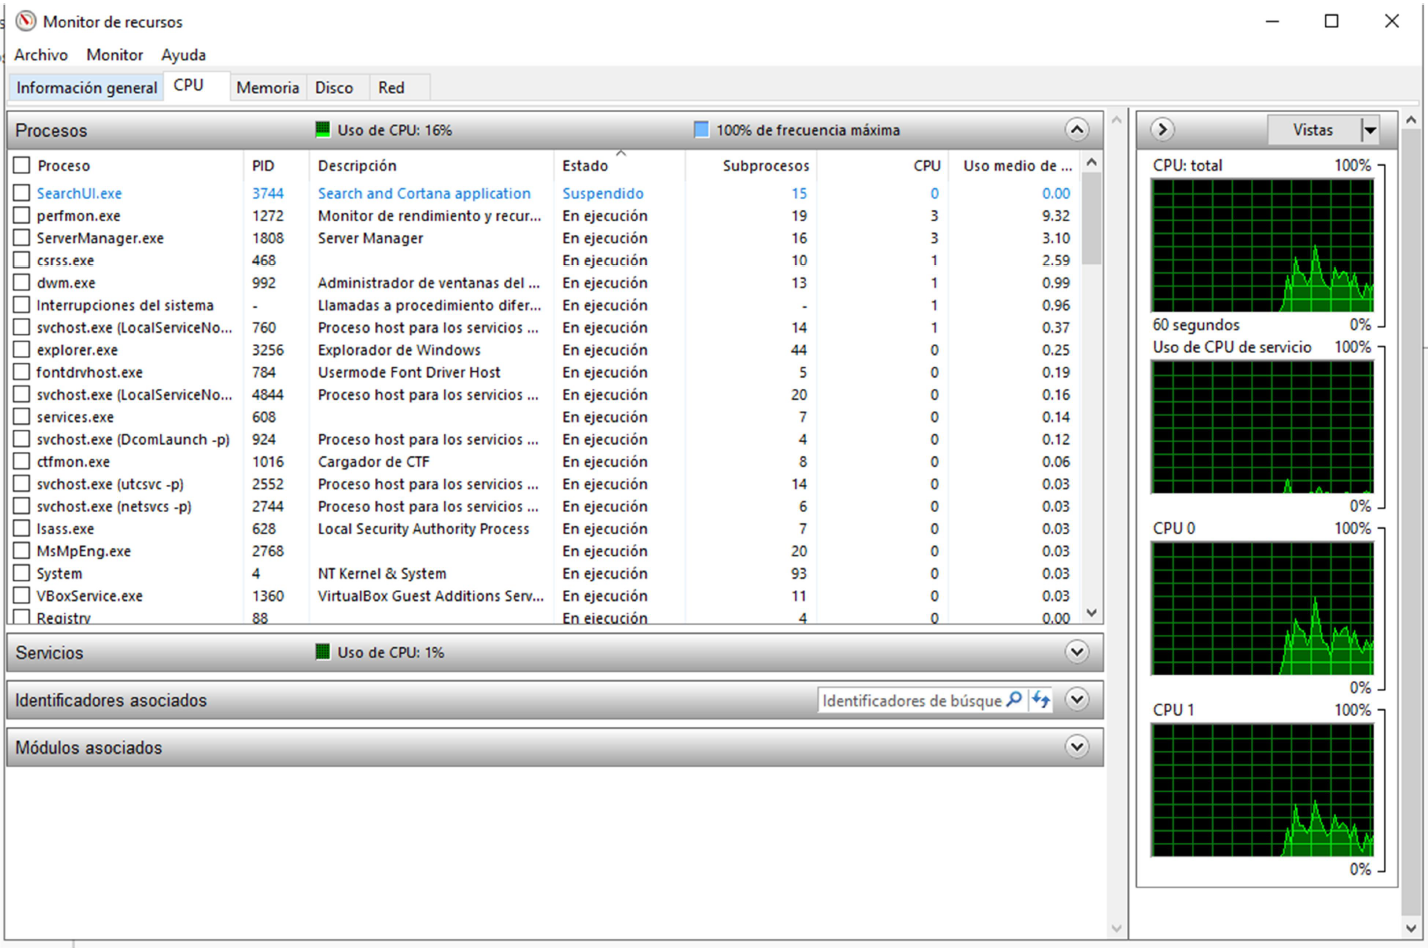 Monitor de recursos
Archivo Monitor Ayuda
Información general CPU Memoria Disco Red
Procesos Uso de CPU: 16% 100% de frecuencia máxima
Proceso PID Descripción Estado Subprocesos CPU Uso medio de ...
SearchUI.exe 3744 Search and Cortana application Suspendido 15 0 0.00
perfmon.exe 1272 Monitor de rendimiento y recur... En ejecución 19 3 9.32
ServerManager.exe 1808 Server Manager En ejecución 16 3 3.10
csrss.exe 468 En ejecución 10 1 2.59
dwm.exe 992 Administrador de ventanas del ... En ejecución 13 1 0.99
Interrupciones del sistema - Llamadas a procedimiento difer... En ejecución - 1 0.96
svchost.exe (LocalServiceNo... 760 Proceso host para los servicios ... En ejecución 14 1 0.37
explorer.exe 3256 Explorador de Windows En ejecución 44 0 0.25
fontdrvhost.exe 784 Usermode Font Driver Host En ejecución 5 0 0.19
svchost.exe (LocalServiceNo... 4844 Proceso host para los servicios ... En ejecución 20 0 0.16
services.exe 608 En ejecución 7 0 0.14
svchost.exe (DcomLaunch -p) 924 Proceso host para los servicios ... En ejecución 4 0 0.12
ctfmon.exe 1016 Cargador de CTF En ejecución 8 0 0.06
svchost.exe (utcsvc -p) 2552 Proceso host para los servicios ... En ejecución 14 0 0.03
svchost.exe (netsvcs -p) 2744 Proceso host para los servicios ... En ejecución 6 0 0.03
lsass.exe 628 Local Security Authority Process En ejecución 7 0 0.03
MsMpEng.exe 2768 En ejecución 20 0 0.03
System 4 NT Kernel & System En ejecución 93 0 0.03
VBoxService.exe 1360 VirtualBox Guest Additions Serv... En ejecución 11 0 0.03
Registry 88 En ejecución 4 0 0.00
Servicios Uso de CPU: 1%
Identificadores asociados Identificadores de búsque
Módulos asociados
Vistas
CPU: total 100%
60 segundos 0%
Uso de CPU de servicio 100%
0%
CPU 0 100%
0%
CPU 1 100%
0%